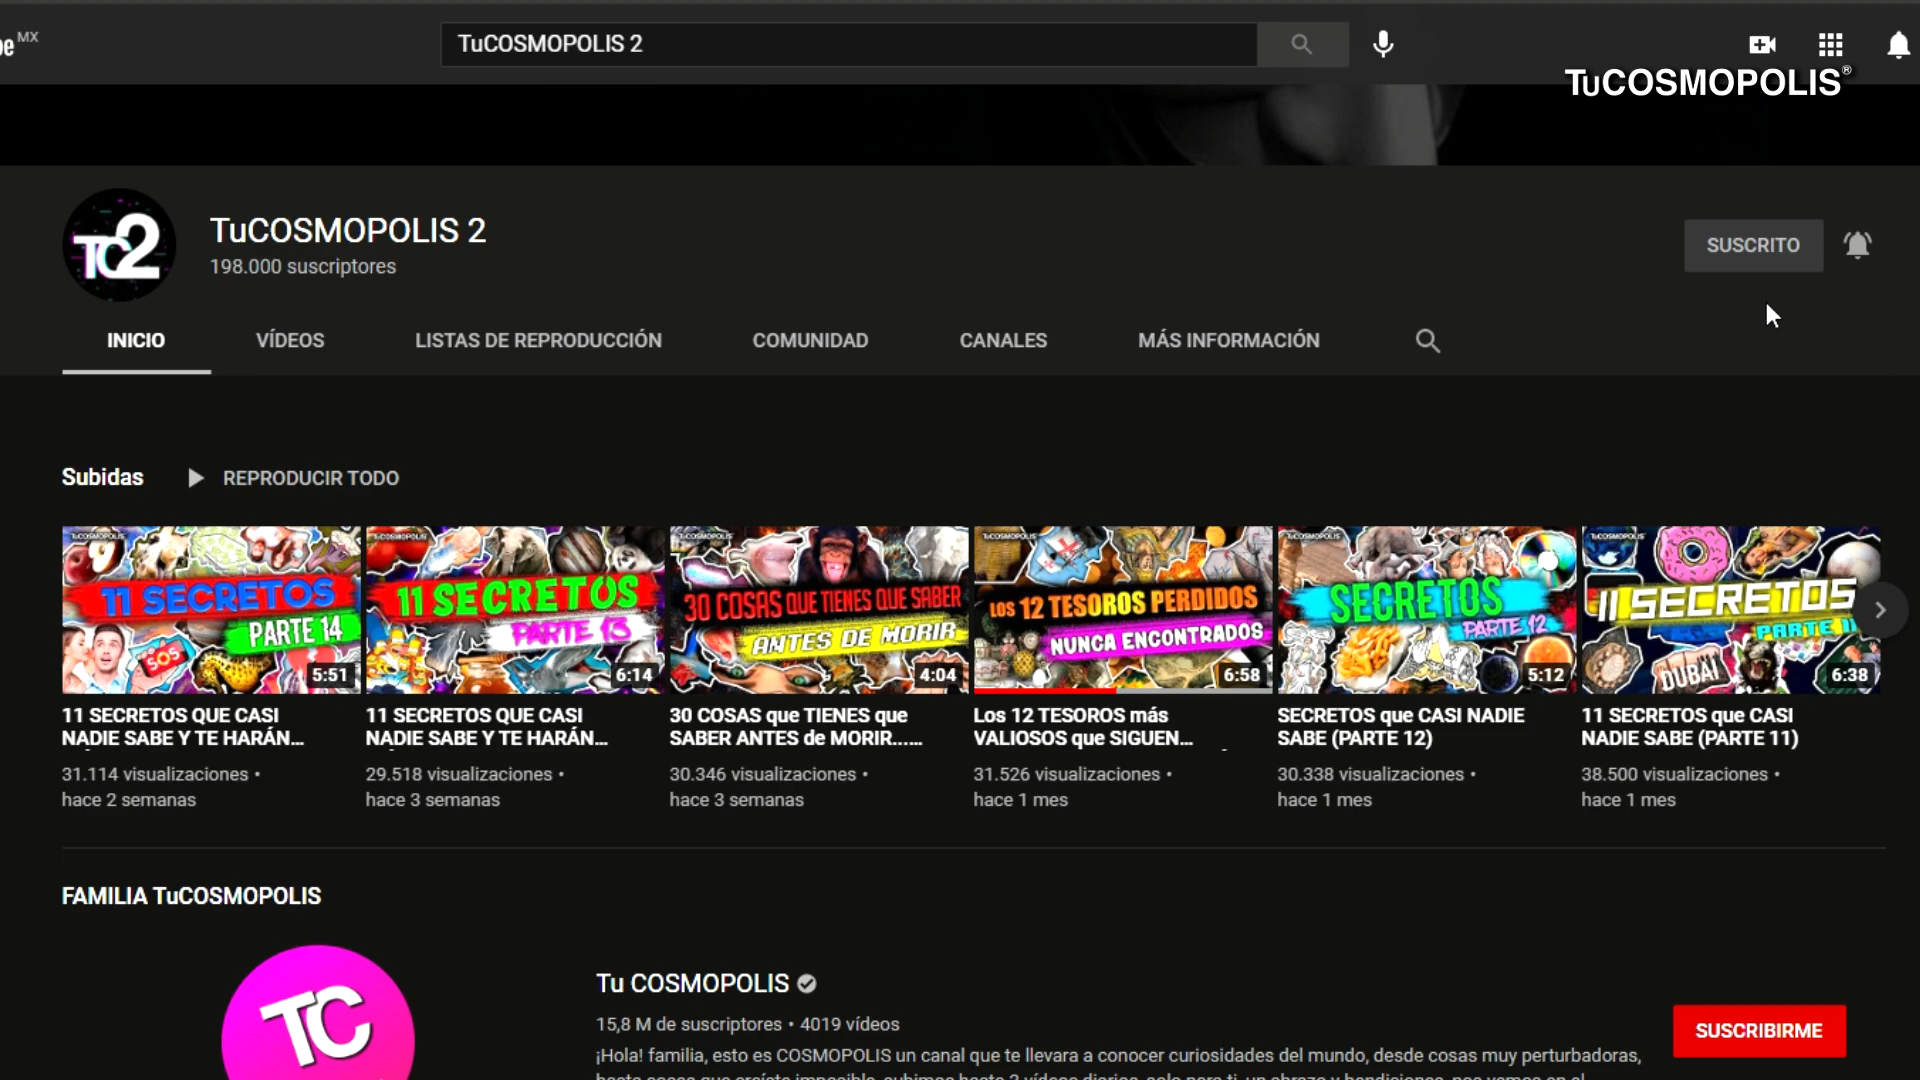 be MX
TuCOSMOPOLIS 2
TuCOSMOPOLIS®
TC2
TuCOSMOPOLIS 2
198.000 suscriptores
SUSCRITO
INICIO
VÍDEOS
LISTAS DE REPRODUCCIÓN
COMUNIDAD
CANALES
MÁS INFORMACIÓN
Subidas
REPRODUCIR TODO
TuCOSMOPOLIS
11 SECRETOS
PARTE 14
SOS
5:51
TuCOSMOPOLIS
11 SECRETOS
PARTE 13
6:14
TuCOSMOPOLIS
30 COSAS QUE TIENES QUE SABER
ANTES DE MORIR
4:04
TuCOSMOPOLIS
LOS 12 TESOROS PERDIDOS
NUNCA ENCONTRADOS
6:58
TuCOSMOPOLIS
SECRETOS
PARTE 12
5:12
TuCOSMOPOLIS
11 SECRETOS
PARTE 11
DUBAI
6:38
11 SECRETOS QUE CASI
NADIE SABE Y TE HARÁN...
31.114 visualizaciones •
hace 2 semanas
11 SECRETOS QUE CASI
NADIE SABE Y TE HARÁN...
29.518 visualizaciones •
hace 3 semanas
30 COSAS que TIENES que
SABER ANTES de MORIR......
30.346 visualizaciones •
hace 3 semanas
Los 12 TESOROS más
VALIOSOS que SIGUEN...
31.526 visualizaciones •
hace 1 mes
SECRETOS que CASI NADIE
SABE (PARTE 12)
30.338 visualizaciones •
hace 1 mes
11 SECRETOS que CASI
NADIE SABE (PARTE 11)
38.500 visualizaciones •
hace 1 mes
FAMILIA TuCOSMOPOLIS
TC
Tu COSMOPOLIS
15,8 M de suscriptores • 4019 vídeos
¡Hola! familia, esto es COSMOPOLIS un canal que te llevara a conocer curiosidades del mundo, desde cosas muy perturbadoras,
SUSCRIBIRME